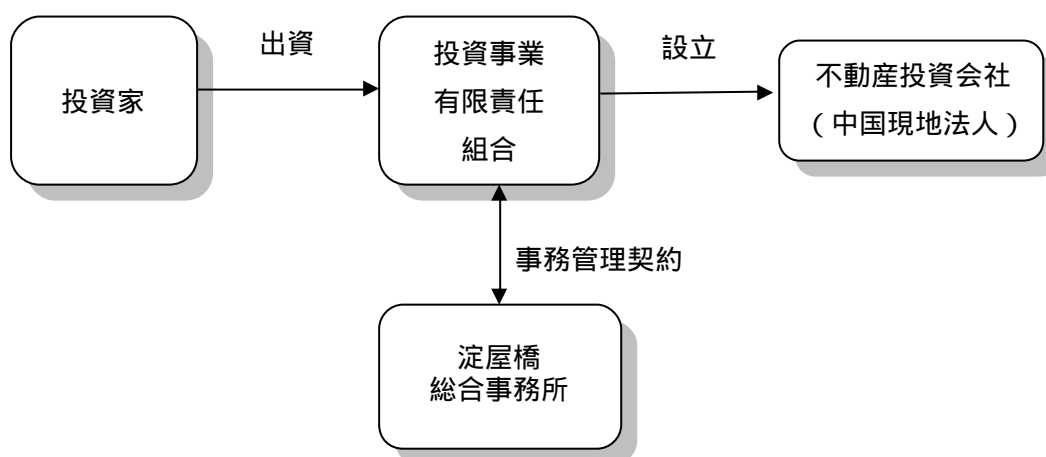 投資家
出資
投資事業
有限責任
組合
設立
不動産投資会社
(中国現地法人)
事務管理契約
淀屋橋
総合事務所